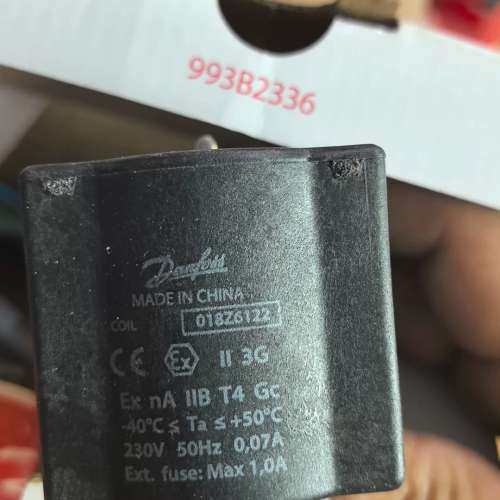 993B2336
Danfoss
MADE IN CHINA
COIL 018Z6122
CE Ex II 3G
Ex nA IIB T4 Gc
-40°C ≤ Ta ≤ +50°C
230V 50Hz 0,07A
Ext. fuse: Max 1,0A